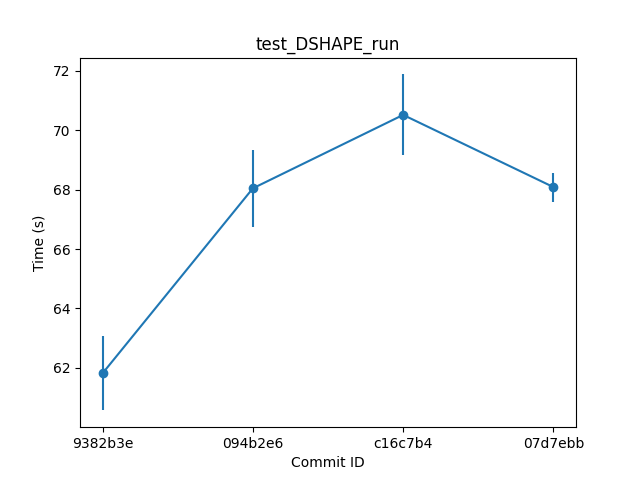 test_DSHAPE_run
72
70
68
66
64
62
Time (s)
9382b3e
094b2e6
c16c7b4
07d7ebb
Commit ID